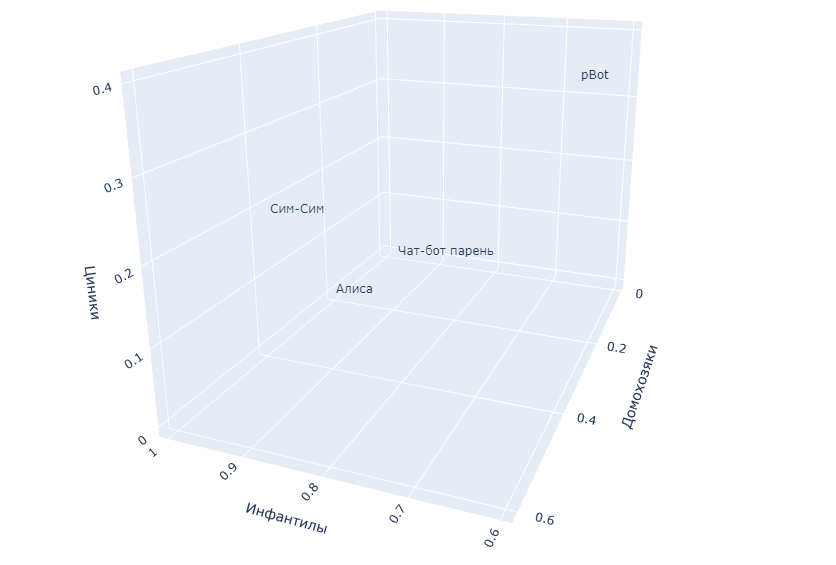 pBot
0.4
0.3
Сим-Сим
Чат-бот парень
0.2
Алиса
0
Циники
0.2
0.1
Домохозяки
0.4
0
1
0.9
0.8
0.7
0.6
0.6
Инфантилы